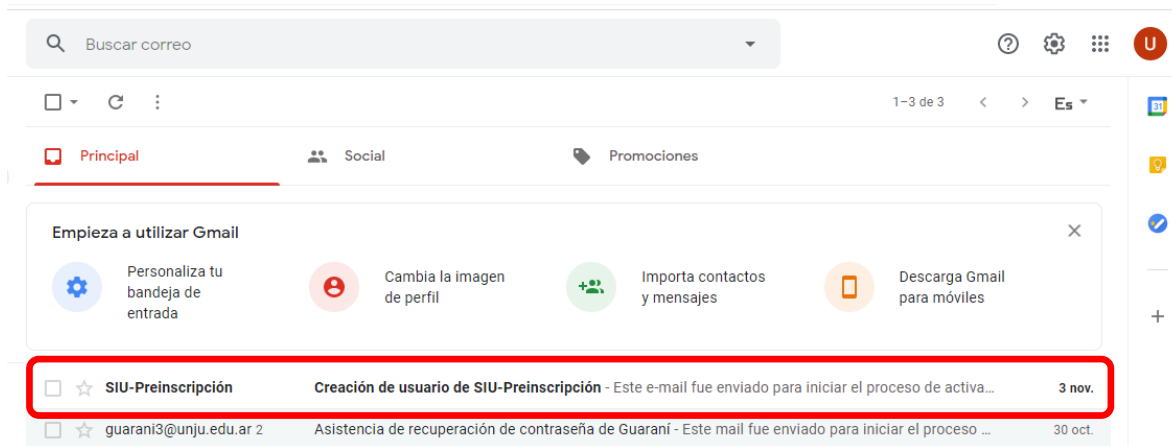 Buscar correo
U
1–3 de 3
Es
31
Principal
Social
Promociones
Empieza a utilizar Gmail
Personaliza tu
bandeja de
entrada
Cambia la imagen
de perfil
Importa contactos
y mensajes
Descarga Gmail
para móviles
SIU-Preinscripción Creación de usuario de SIU-Preinscripción - Este e-mail fue enviado para iniciar el proceso de activa... 3 nov.
guarani3@unju.edu.ar 2 Asistencia de recuperación de contraseña de Guaraní - Este mail fue enviado para iniciar el proceso ... 30 oct.